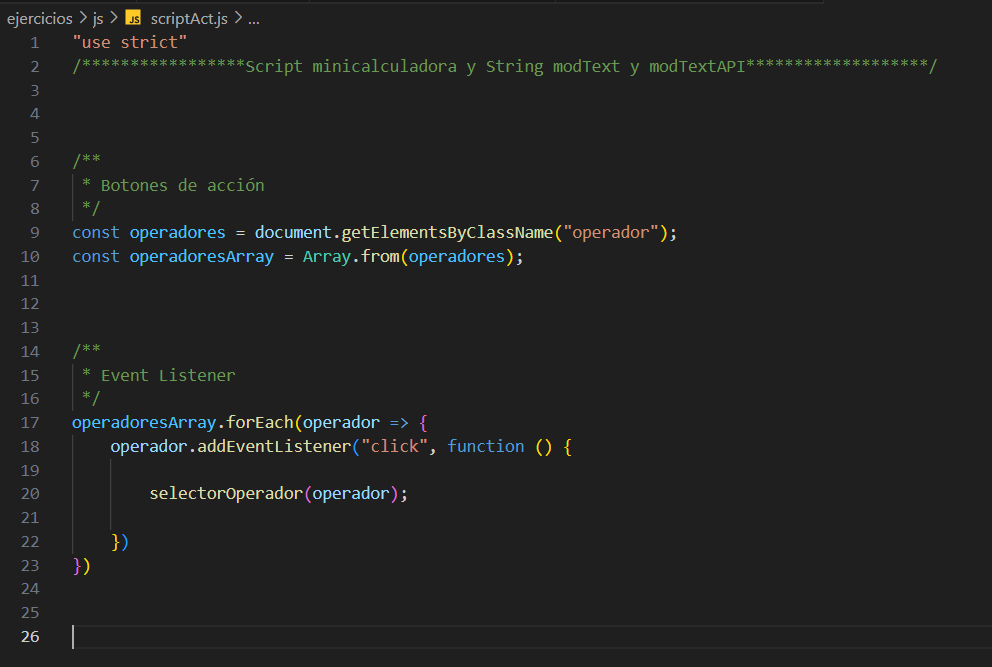 ejercicios > js > JS scriptAct.js > ...
1 "use strict"
2 /*****************Script minicalculadora y String modText y modTextAPI*******************/
3
4
5
6 /**
7 * Botones de acción
8 */
9 const operadores = document.getElementsByClassName("operador");
10 const operadoresArray = Array.from(operadores);
11
12
13
14 /**
15 * Event Listener
16 */
17 operadoresArray.forEach(operador => {
18 operador.addEventListener("click", function () {
19
20 selectorOperador(operador);
21
22 })
23 })
24
25
26